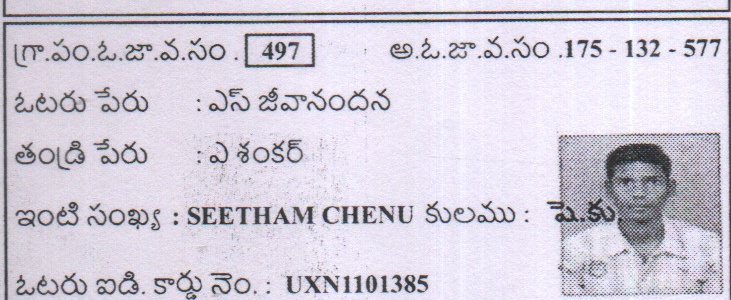 గ్రా.పం.ఓ.జా.వ.సం . 497 అ.ఓ.జా.వ.సం .175 - 132 - 577
ఓటరు పేరు : ఎస్ జీవానందన
తండ్రి పేరు : ఎ శంకర్
ఇంటి సంఖ్య : SEETHAM CHENU కులము : షె.కు.
ఓటరు ఐడి. కార్డు నెం. : UXN1101385